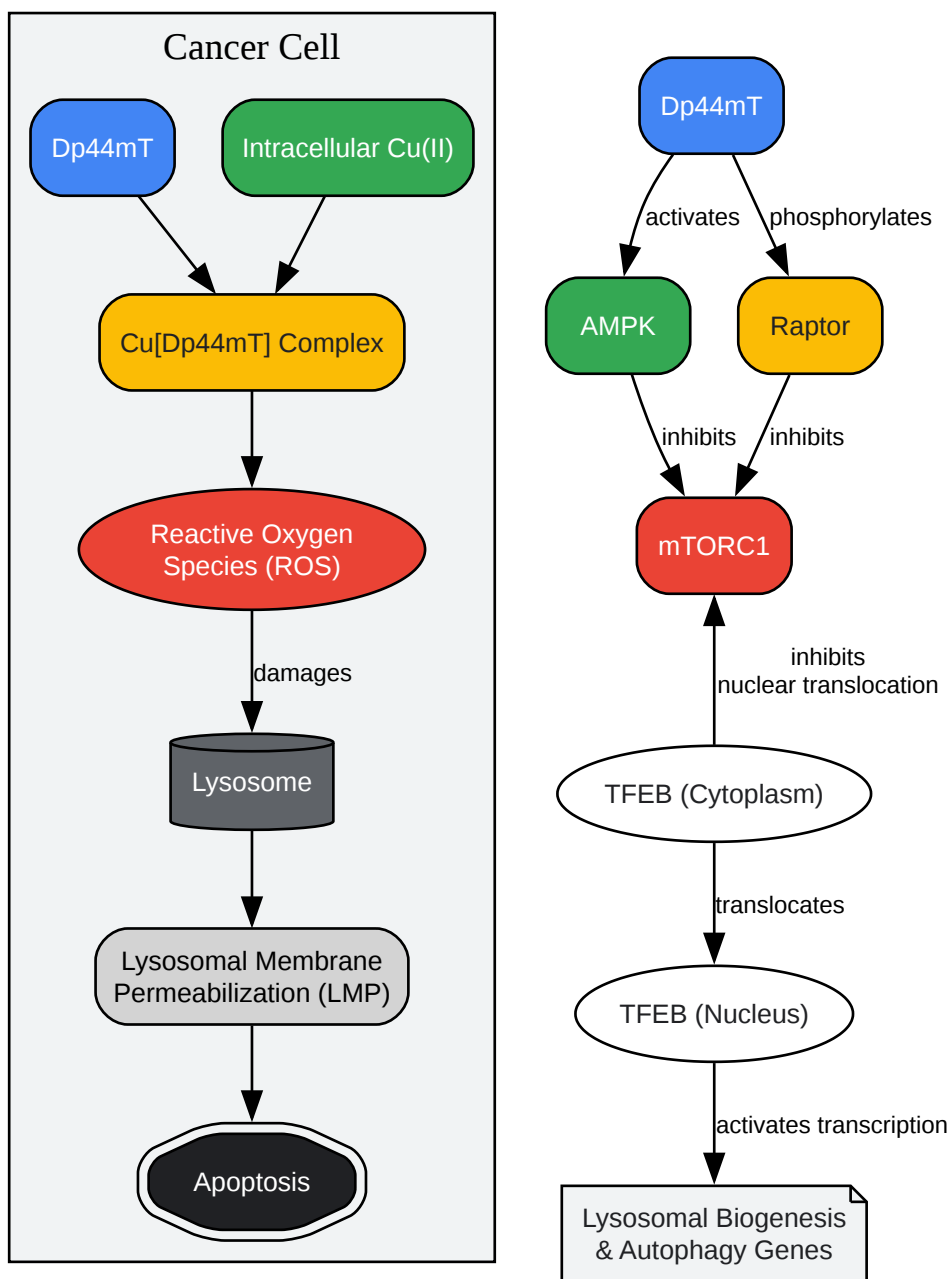 Cancer Cell
Dp44mT
Intracellular Cu(II)
Cu[Dp44mT] Complex
Reactive Oxygen
Species (ROS)
damages
Lysosome
Lysosomal Membrane
Permeabilization (LMP)
Apoptosis
Dp44mT
activates
phosphorylates
AMPK
Raptor
inhibits
inhibits
mTORC1
inhibits
nuclear translocation
TFEB (Cytoplasm)
translocates
TFEB (Nucleus)
activates transcription
Lysosomal Biogenesis
& Autophagy Genes